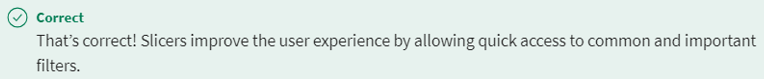 Correct
That’s correct! Slicers improve the user experience by allowing quick access to common and important
filters.